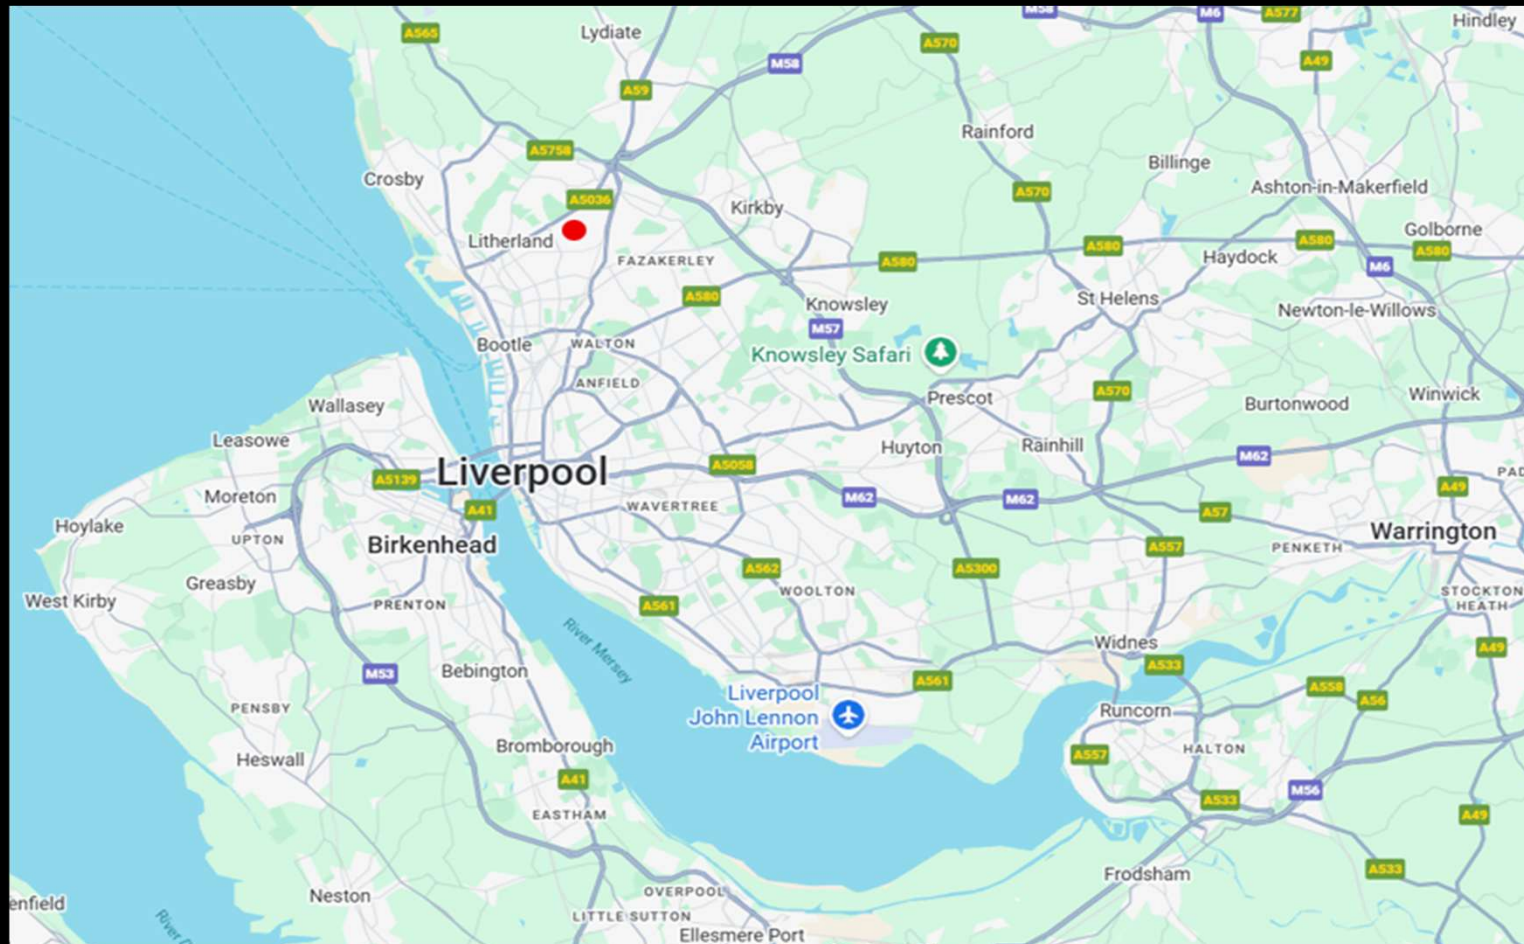 M58
M6
A577
Hindley
A565
Lydiate
A570
M58
A49
A59
Rainford
A5758
Billinge
Crosby
A5036
A570
Ashton-in-Makerfield
Kirkby
Golborne
Litherland
A580
A580
A580
FAZAKERLEY
A580
Haydock
M6
A580
St Helens
Knowsley
Newton-le-Willows
M57
Bootle
WALTON
Knowsley Safari
ANFIELD
Prescot
A570
Winwick
Wallasey
Burtonwood
Leasowe
Huyton
Rainhill
M62
Liverpool
A5058
A5139
PAD
Moreton
M62
M62
A49
WAVERTREE
A41
A57
Hoylake
Warrington
UPTON
Birkenhead
A557
PENKETH
A562
A5300
Greasby
WOOLTON
STOCKTON
HEATH
West Kirby
PRENTON
A561
River Mersey
Widnes
A49
M53
Bebington
A533
A561
A558
Liverpool
John Lennon
Airport
A56
PENSBY
Runcorn
Bromborough
HALTON
Heswall
A557
A41
M56
A533
EASTHAM
A49
Frodsham
A533
OVERPOOL
Neston
enfield
LITTLE SUTTON
River
Ellesmere Port